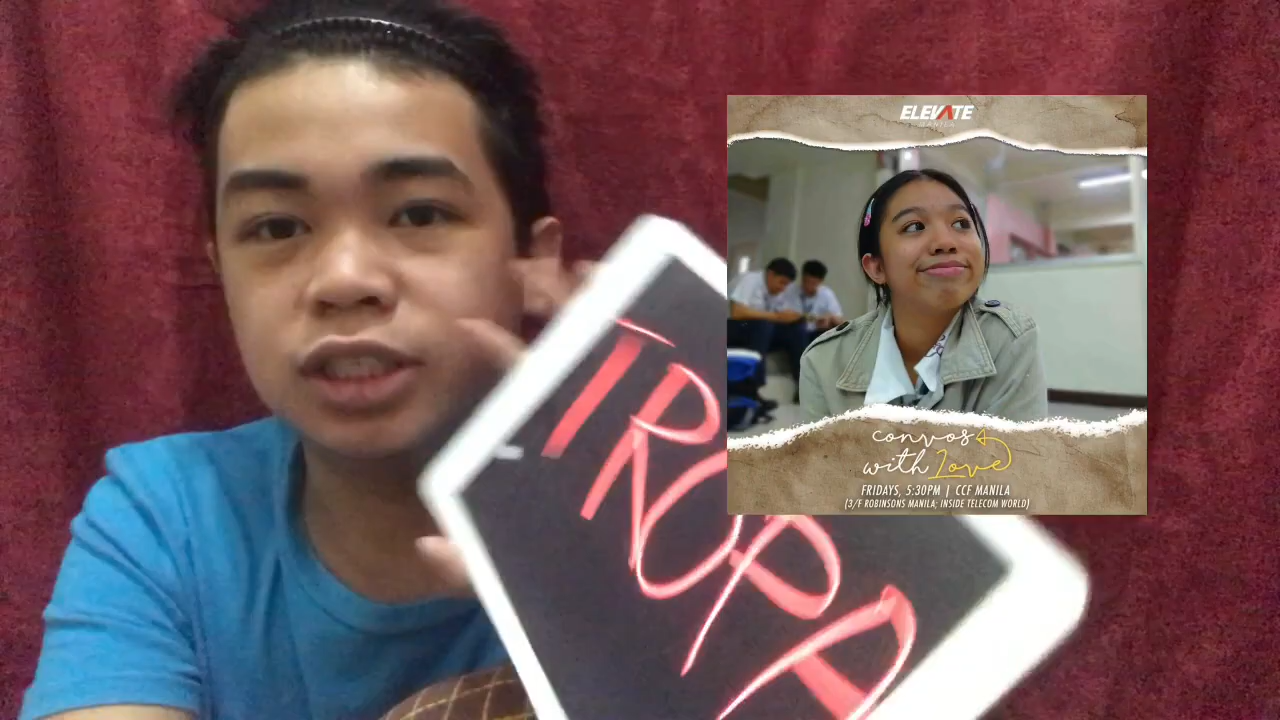 TROPA
ELEVATE
convos
with Love
FRIDAYS, 5:30PM | CCF MANILA
(3/F ROBINSONS MANILA; INSIDE TELECOM WORLD)